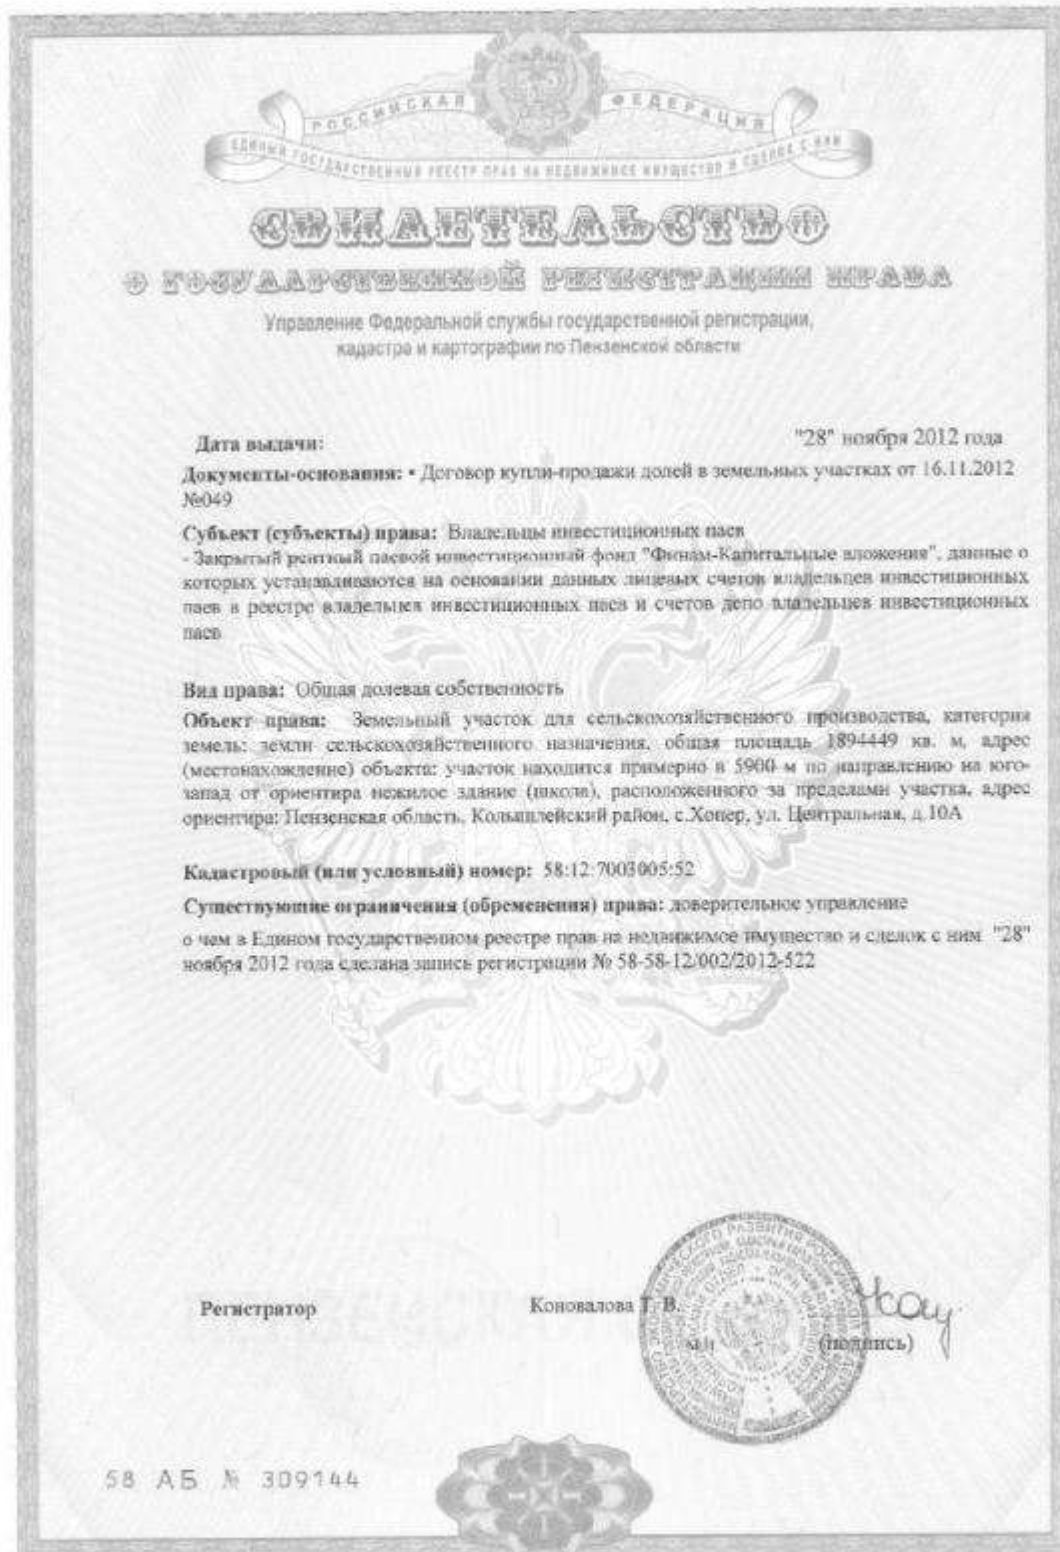 РОССИЙСКАЯ ФЕДЕРАЦИЯ
ЕДИНЫЙ ГОСУДАРСТВЕННЫЙ РЕЕСТР ПРАВ НА НЕДВИЖИМОЕ ИМУЩЕСТВО И СДЕЛОК С НИМ
СВИДЕТЕЛЬСТВО
О ГОСУДАРСТВЕННОЙ РЕГИСТРАЦИИ ПРАВА
Управление Федеральной службы государственной регистрации,
кадастра и картографии по Пензенской области
Дата выдачи: "28" ноября 2012 года
Документы-основания: • Договор купли-продажи долей в земельных участках от 16.11.2012
№049
Субъект (субъекты) права: Владельцы инвестиционных паев
- Закрытый рентный паевой инвестиционный фонд "Финам-Капитальные вложения", данные о
которых устанавливаются на основании данных лицевых счетов владельцев инвестиционных
паев в реестре владельцев инвестиционных паев и счетов депо владельцев инвестиционных
паев
Вид права: Общая долевая собственность
Объект права: Земельный участок для сельскохозяйственного производства, категория
земель: земли сельскохозяйственного назначения, общая площадь 1894449 кв. м, адрес
(местонахождение) объекта: участок находится примерно в 5900 м по направлению на юго-
запад от ориентира нежилое здание (школа), расположенного за пределами участка, адрес
ориентира: Пензенская область, Колышлейский район, с.Хопер, ул. Центральная, д.10А
Кадастровый (или условный) номер: 58:12:7003005:52
Существующие ограничения (обременения) права: доверительное управление
о чем в Едином государственном реестре прав на недвижимое имущество и сделок с ним "28"
ноября 2012 года сделана запись регистрации № 58-58-12/002/2012-522
Регистратор Коновалова Т. В.
(подпись)
58 АБ № 309144